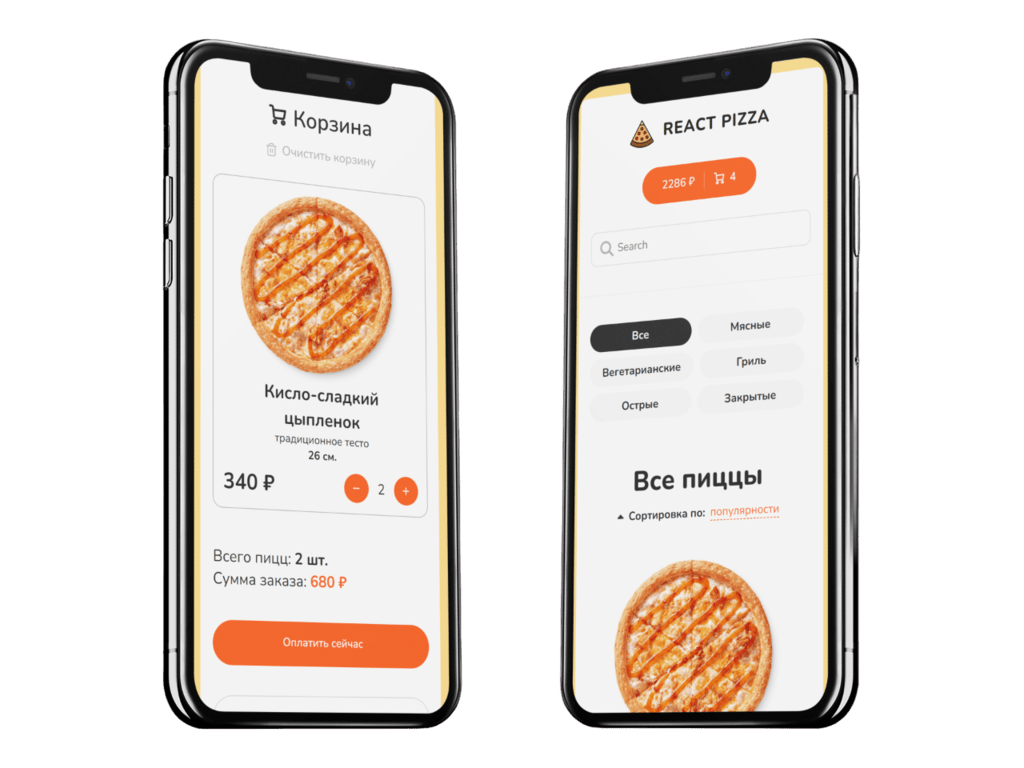 Корзина
Очистить корзину
Кисло-сладкий
цыпленок
традиционное тесто
26 см.
340 ₽
− 2 +
Всего пицц: 2 шт.
Сумма заказа: 680 ₽
Оплатить сейчас
REACT PIZZA
2286 ₽ 4
Search
Все
Мясные
Вегетарианские
Гриль
Острые
Закрытые
Все пиццы
Сортировка по: популярности